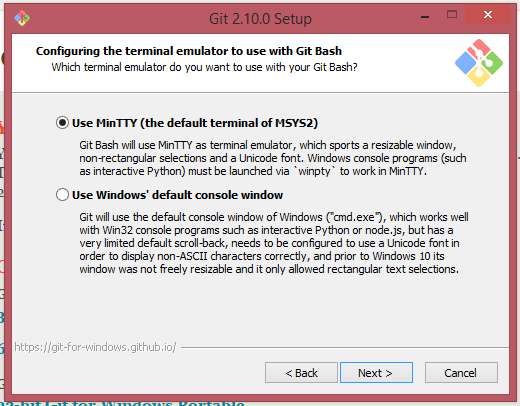 Git 2.10.0 Setup
Configuring the terminal emulator to use with Git Bash
Which terminal emulator do you want to use with your Git Bash?
Use MinTTY (the default terminal of MSYS2)
Git Bash will use MinTTY as terminal emulator, which sports a resizable window,
non-rectangular selections and a Unicode font. Windows console programs (such
as interactive Python) must be launched via `winpty` to work in MinTTY.
Use Windows' default console window
Git will use the default console window of Windows ("cmd.exe"), which works well
with Win32 console programs such as interactive Python or node.js, but has a
very limited default scroll-back, needs to be configured to use a Unicode font in
order to display non-ASCII characters correctly, and prior to Windows 10 its
window was not freely resizable and it only allowed rectangular text selections.
https://git-for-windows.github.io/
< Back
Next >
Cancel
Git for Windows Portable